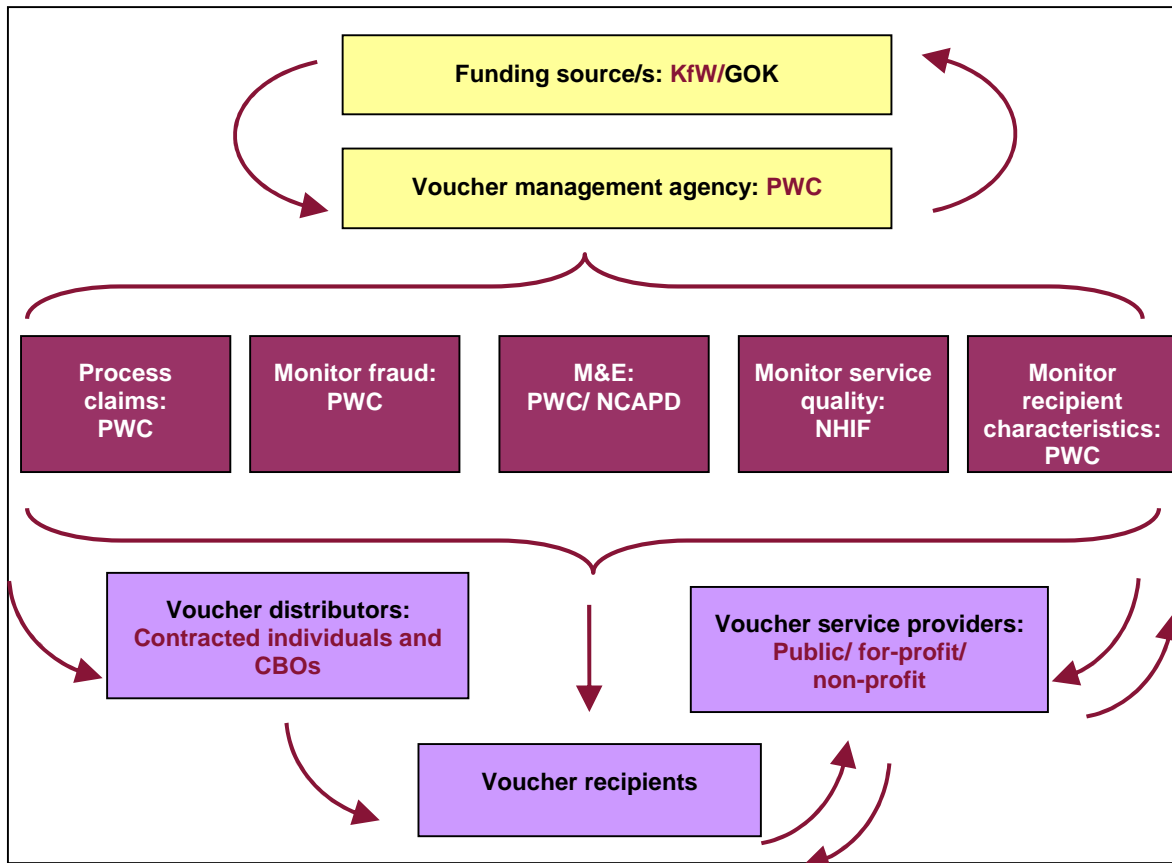 Funding source/s: KfW/GOK
Voucher management agency: PWC
Process
claims:
PWC
Monitor fraud:
PWC
M&E:
PWC/ NCAPD
Monitor service
quality:
NHIF
Monitor
recipient
characteristics:
PWC
Voucher distributors:
Contracted individuals and
CBOs
Voucher service providers:
Public/ for-profit/
non-profit
Voucher recipients